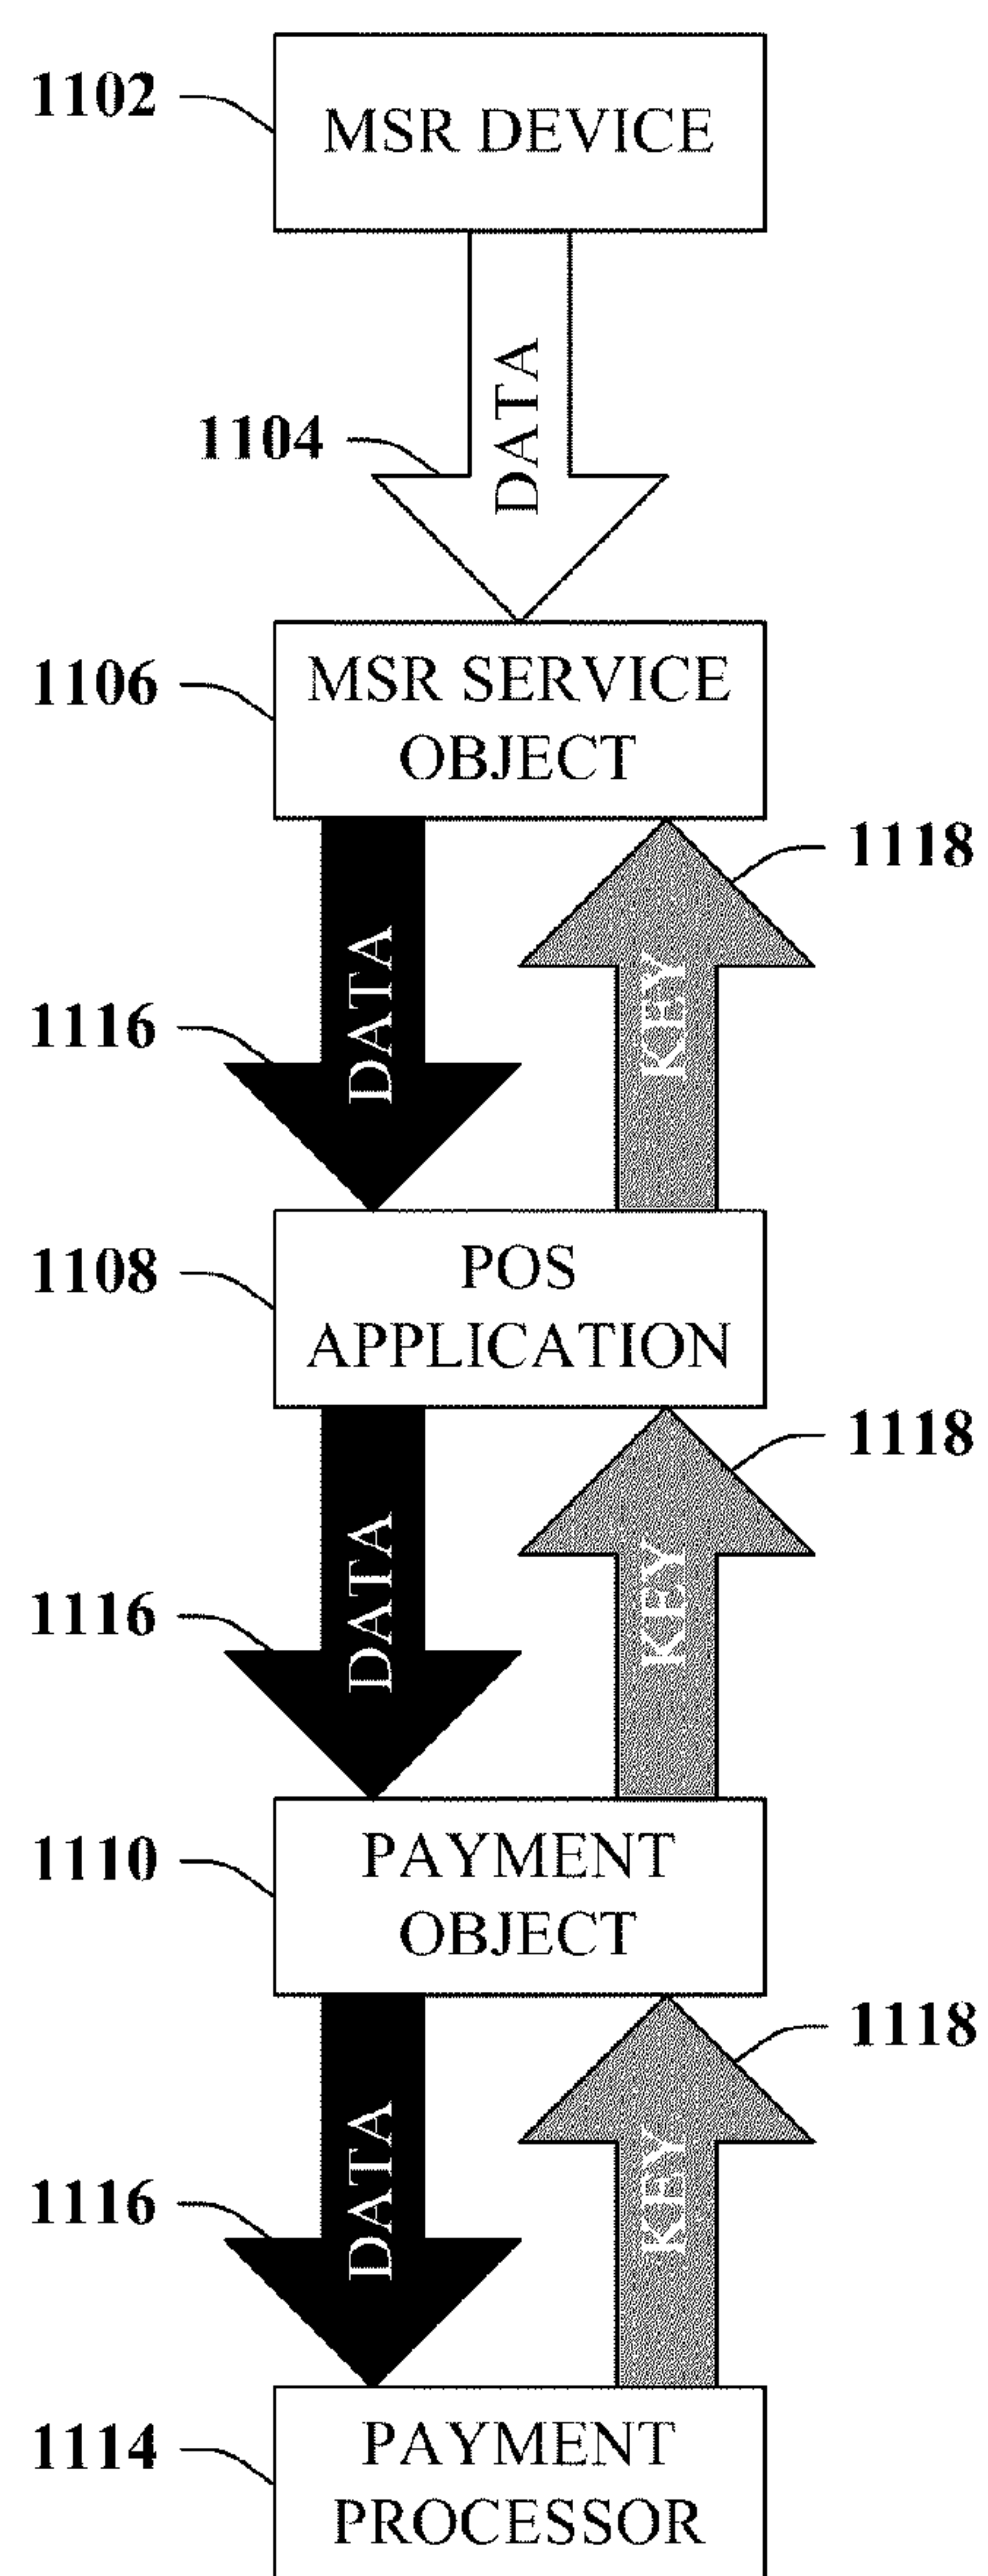 1102
MSR DEVICE
DATA
1104
1106
MSR SERVICE
OBJECT
1118
DATA
KEY
1116
1108
POS
APPLICATION
1118
DATA
KEY
1116
1110
PAYMENT
OBJECT
1118
DATA
KEY
1116
1114
PAYMENT
PROCESSOR